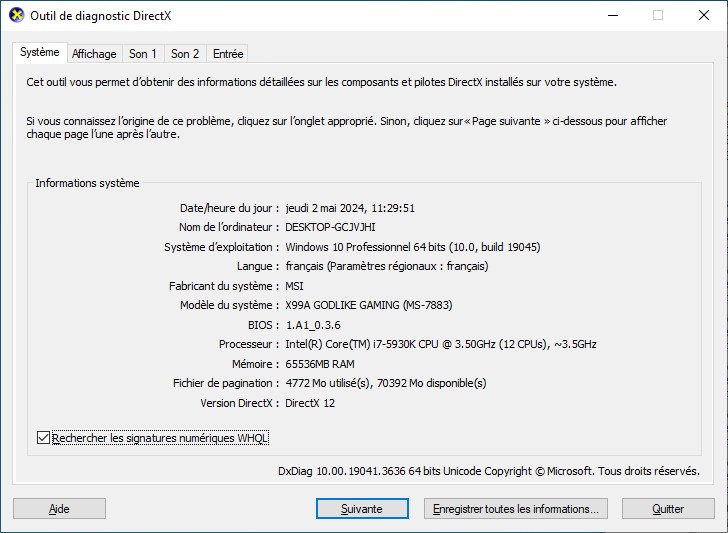 Outil de diagnostic DirectX
Système Affichage Son 1 Son 2 Entrée
Cet outil vous permet d’obtenir des informations détaillées sur les composants et pilotes DirectX installés sur votre système.
Si vous connaissez l’origine de ce problème, cliquez sur l’onglet approprié. Sinon, cliquez sur « Page suivante » ci-dessous pour afficher
chaque page l’une après l’autre.
Informations système
Date/heure du jour : jeudi 2 mai 2024, 11:29:51
Nom de l’ordinateur : DESKTOP-GCJVJHI
Système d’exploitation : Windows 10 Professionnel 64 bits (10.0, build 19045)
Langue : français (Paramètres régionaux : français)
Fabricant du système : MSI
Modèle du système : X99A GODLIKE GAMING (MS-7883)
BIOS : 1.A1_0.3.6
Processeur : Intel(R) Core(TM) i7-5930K CPU @ 3.50GHz (12 CPUs), ~3.5GHz
Mémoire : 65536MB RAM
Fichier de pagination : 4772 Mo utilisé(s), 70392 Mo disponible(s)
Version DirectX : DirectX 12
Rechercher les signatures numériques WHQL
DxDiag 10.00.19041.3636 64 bits Unicode Copyright © Microsoft. Tous droits réservés.
Aide Suivante Enregistrer toutes les informations... Quitter